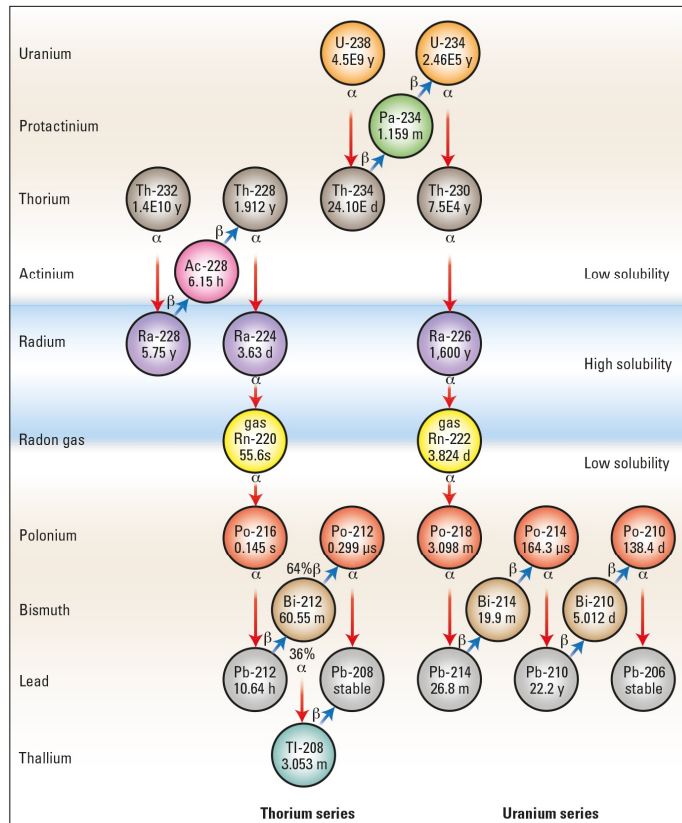 Uranium
U-238
4.5E9 y
α
U-234
2.46E5 y
α
β
Protactinium
Pa-234
1.159 m
β
Thorium
Th-232
1.4E10 y
α
Th-228
1.912 y
α
Th-234
24.10E d
Th-230
7.5E4 y
α
β
Actinium
Ac-228
6.15 h
Low solubility
β
Radium
Ra-228
5.75 y
Ra-224
3.63 d
α
Ra-226
1,600 y
α
High solubility
Radon gas
gas
Rn-220
55.6s
α
gas
Rn-222
3.824 d
α
Low solubility
Polonium
Po-216
0.145 s
α
Po-212
0.299 µs
α
Po-218
3.098 m
α
Po-214
164.3 µs
α
Po-210
138.4 d
α
64%β
β
β
Bismuth
Bi-212
60.55 m
Bi-214
19.9 m
Bi-210
5.012 d
β
36%
α
β
β
Lead
Pb-212
10.64 h
Pb-208
stable
Pb-214
26.8 m
Pb-210
22.2 y
Pb-206
stable
β
Thallium
Tl-208
3.053 m
Thorium series
Uranium series